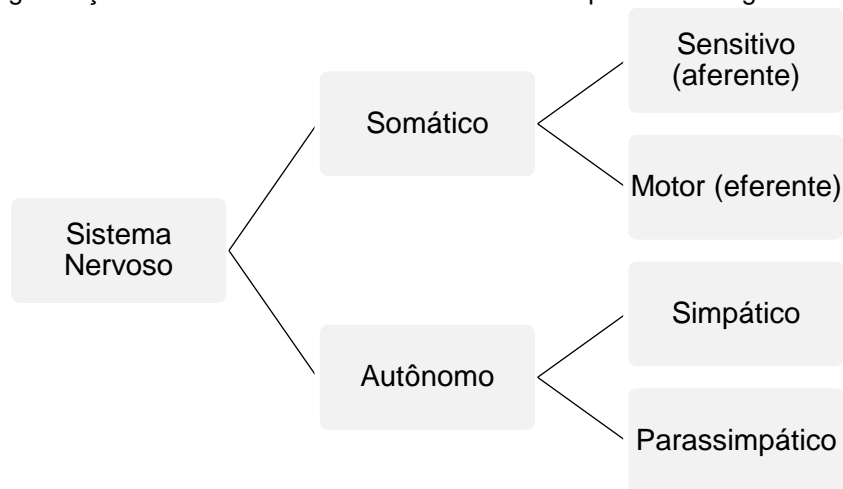 Sensitivo
(aferente)
Somático
Motor (eferente)
Sistema
Nervoso
Simpático
Autônomo
Parassimpático